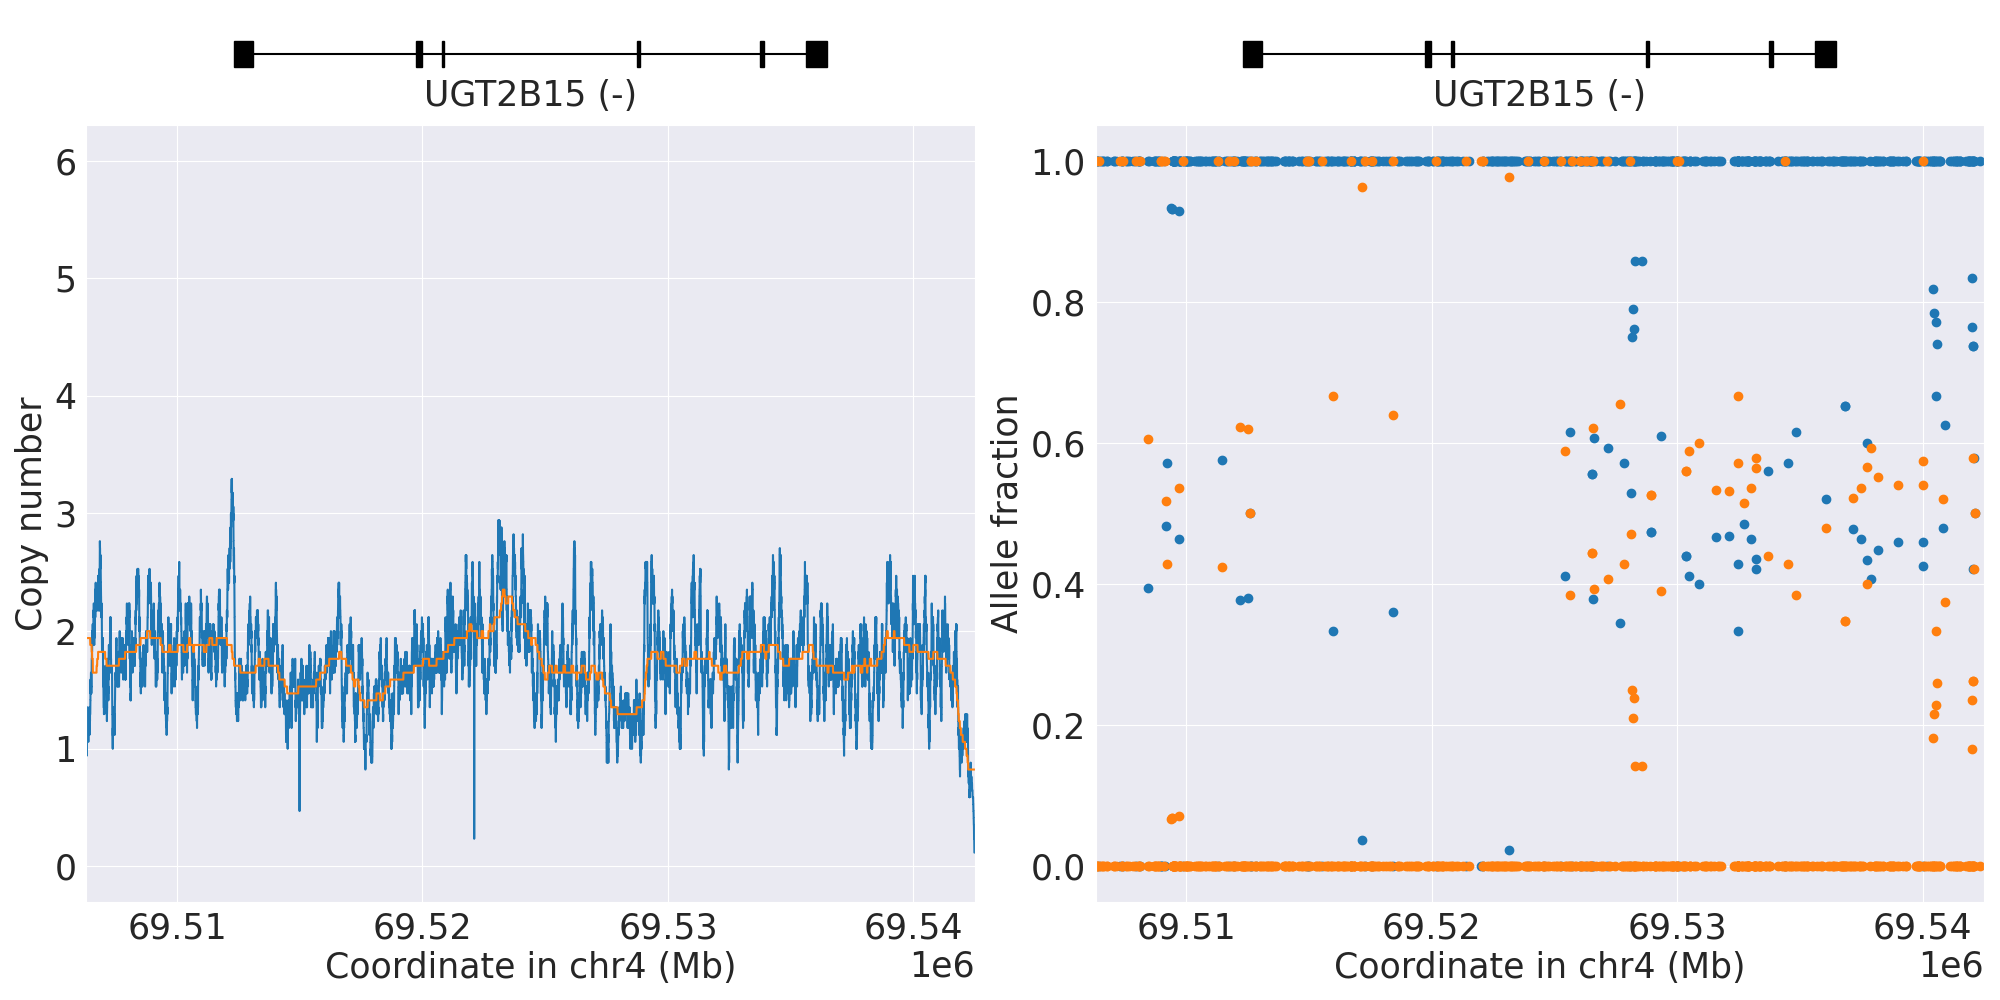 UGT2B15 (-)
UGT2B15 (-)
Copy number
6
5
4
3
2
1
0
69.51 69.52 69.53 69.54
Coordinate in chr4 (Mb) 1e6
Allele fraction
1.0
0.8
0.6
0.4
0.2
0.0
69.51 69.52 69.53 69.54
Coordinate in chr4 (Mb) 1e6